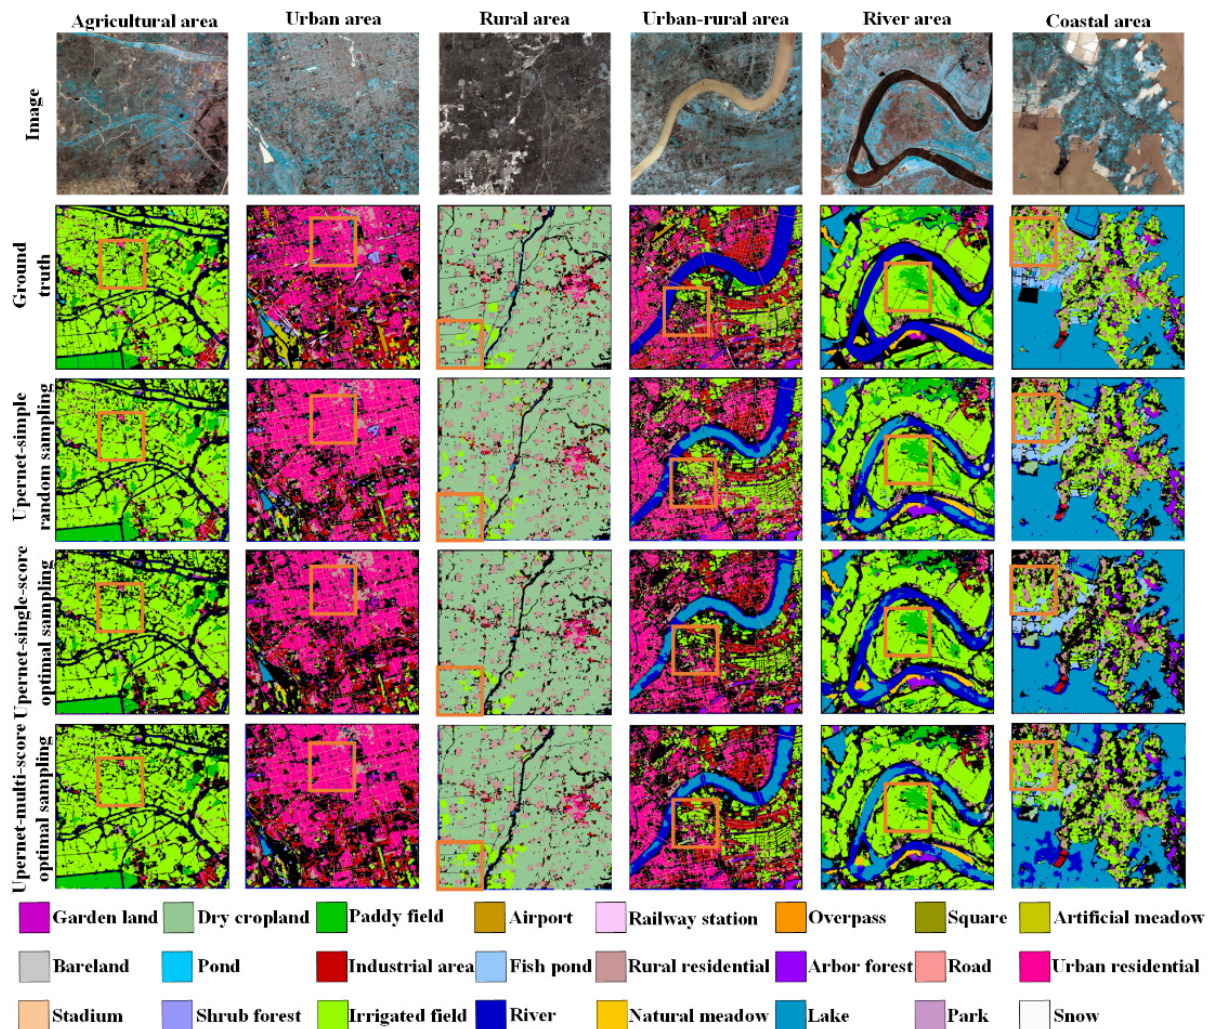 Agricultural area Urban area Rural area Urban-rural area River area Coastal area
Image
Ground
truth
Upernet-simple
random sampling
Upernet-single-score
optimal sampling
Upernet-multi-score
optimal sampling
Garden land Dry cropland Paddy field Airport Railway station Overpass Square Artificial meadow
Bareland Pond Industrial area Fish pond Rural residential Arbor forest Road Urban residential
Stadium Shrub forest Irrigated field River Natural meadow Lake Park Snow